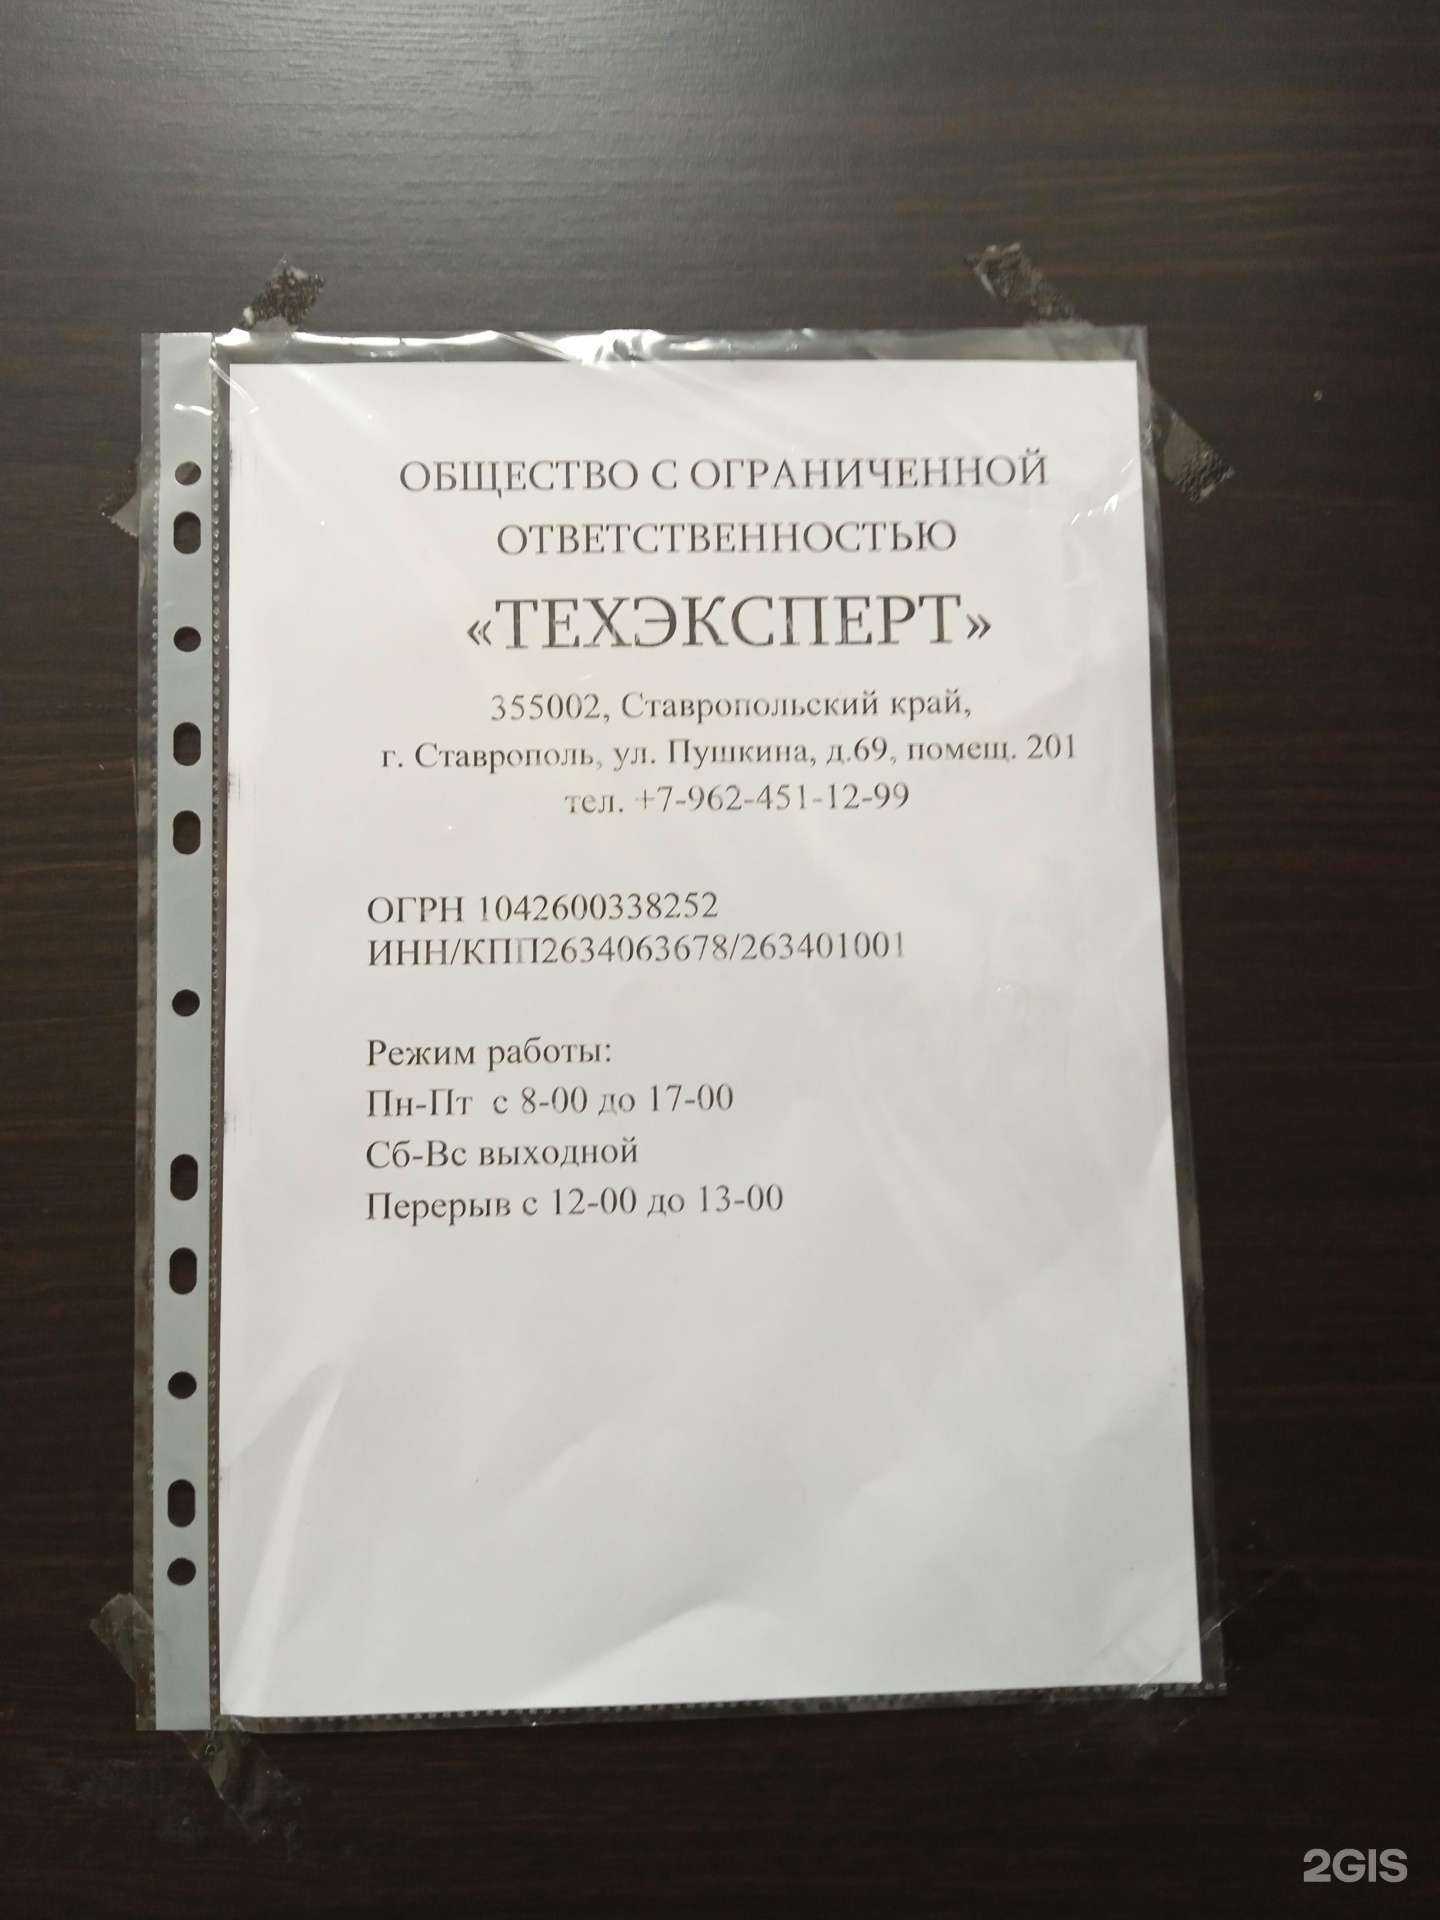 ОБЩЕСТВО С ОГРАНИЧЕННОЙ
ОТВЕТСТВЕННОСТЬЮ
«ТЕХЭКСПЕРТ»
355002, Ставропольский край,
г. Ставрополь, ул. Пушкина, д.69, помещ. 201
тел. +7-962-451-12-99
ОГРН 1042600338252
ИНН/КПП2634063678/263401001
Режим работы:
Пн-Пт с 8-00 до 17-00
Сб-Вс выходной
Перерыв с 12-00 до 13-00
2GIS